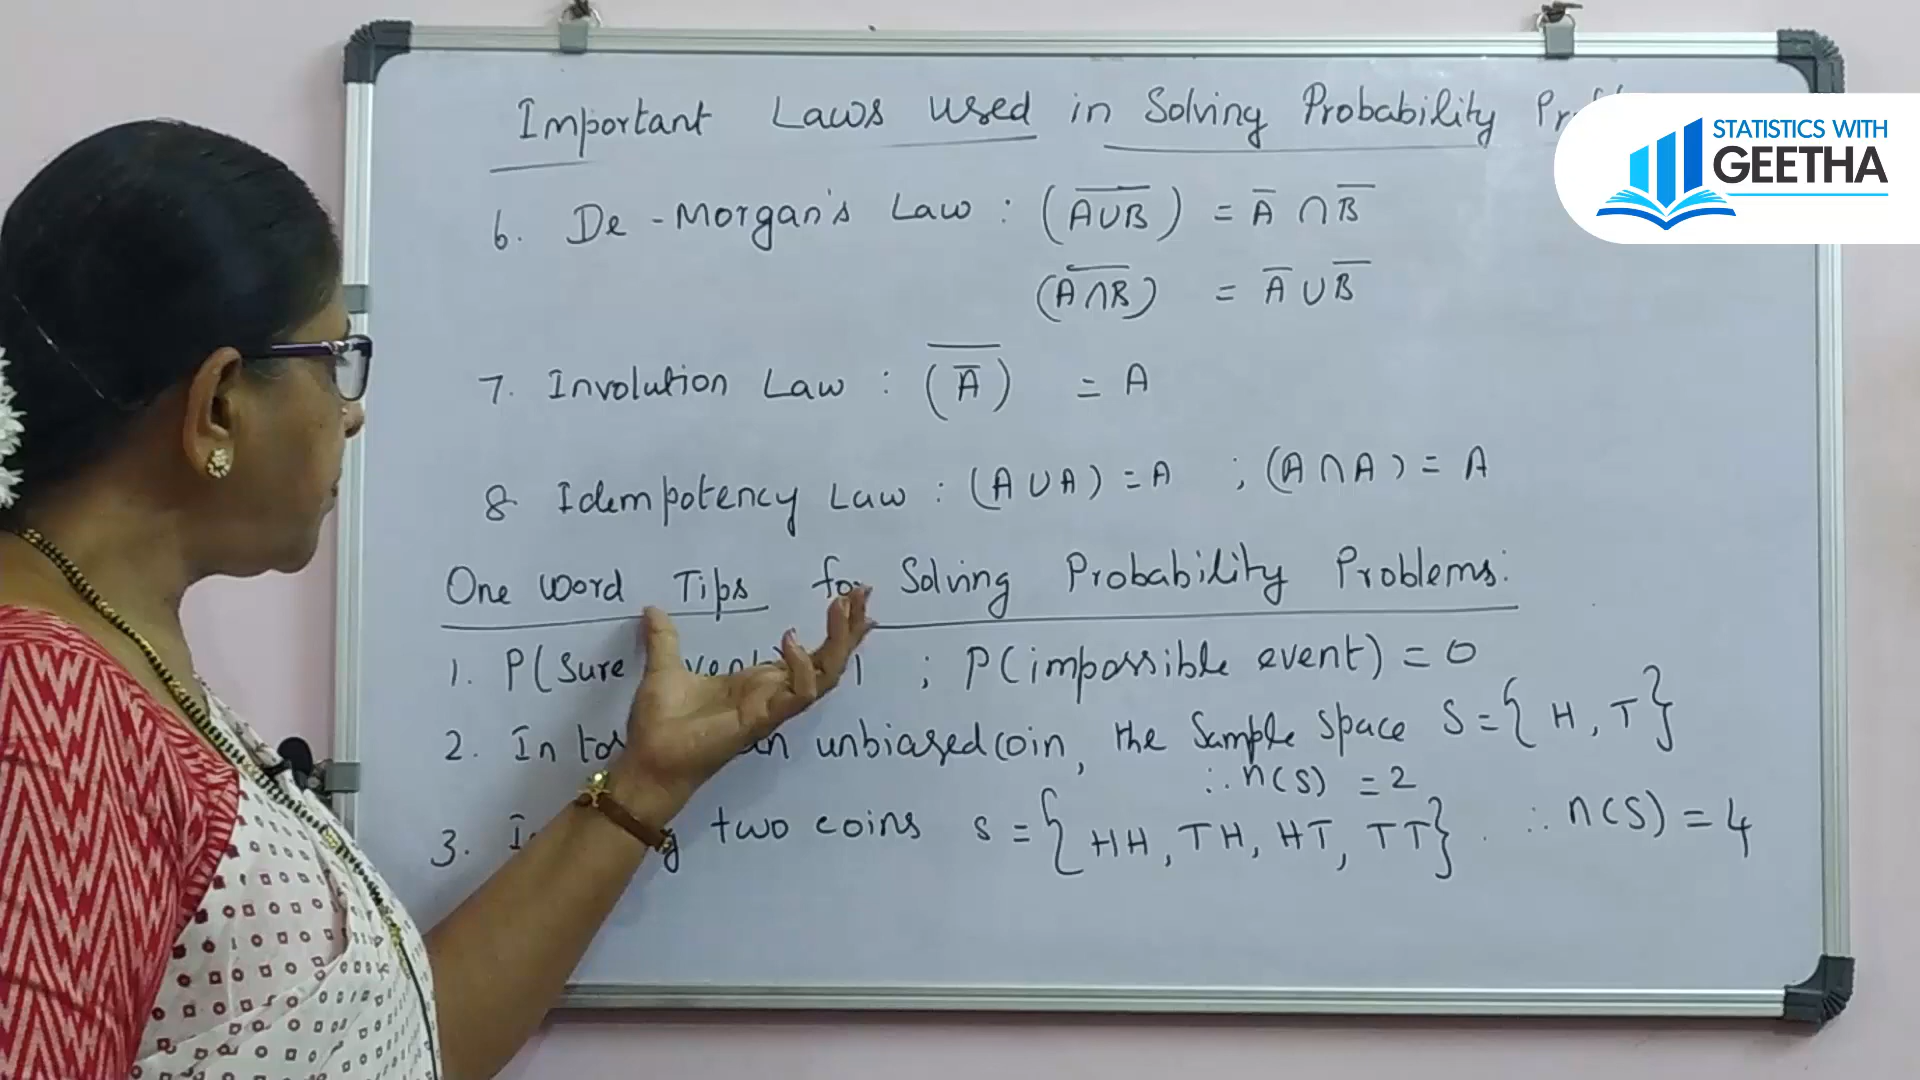 Important Laws used in Solving Probability
STATISTICS WITH
GEETHA
6. De-Morgan's Law : (A̅U̅B̅) = A̅ ∩ B̅
(A̅∩̅B̅) = A̅ ∪ B̅
7. Involution Law : (A̿) = A
8 Idempotency Law : (A∪A) = A ; (A∩A) = A
One word Tips for Solving Probability Problems:
1. P(Sure 1 ; P(impossible event) = 0
2. In unbiased coin, the Sample Space S = { H, T }
∴ n(S) = 2
3. two coins S = { HH, TH, HT, TT } . ∴ n(S) = 4